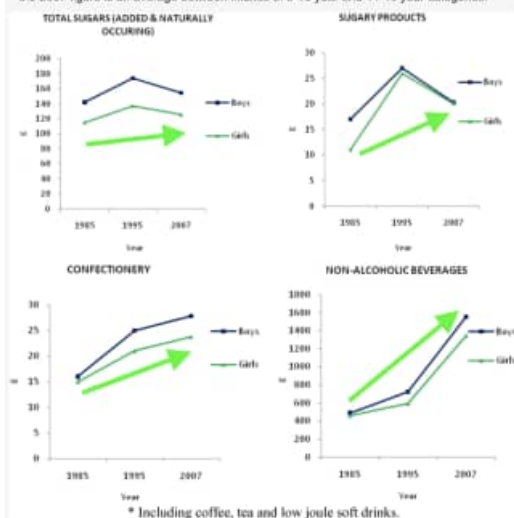 TOTAL SUGARS (ADDED & NATURALLY
OCCURING)
200
180
160
140
120
100
80
60
40
20
0
g
1985
1995
2007
Year
Boys
Girls
SUGARY PRODUCTS
30
25
20
15
10
5
0
g
1985
1995
2007
Year
Boys
Girls
CONFECTIONERY
30
25
20
15
10
5
0
g
1985
1995
2007
Year
Boys
Girls
NON-ALCOHOLIC BEVERAGES
1800
1600
1400
1200
1000
800
600
400
200
0
g
1985
1995
2007
Year
Boys
Girls
* Including coffee, tea and low joule soft drinks.